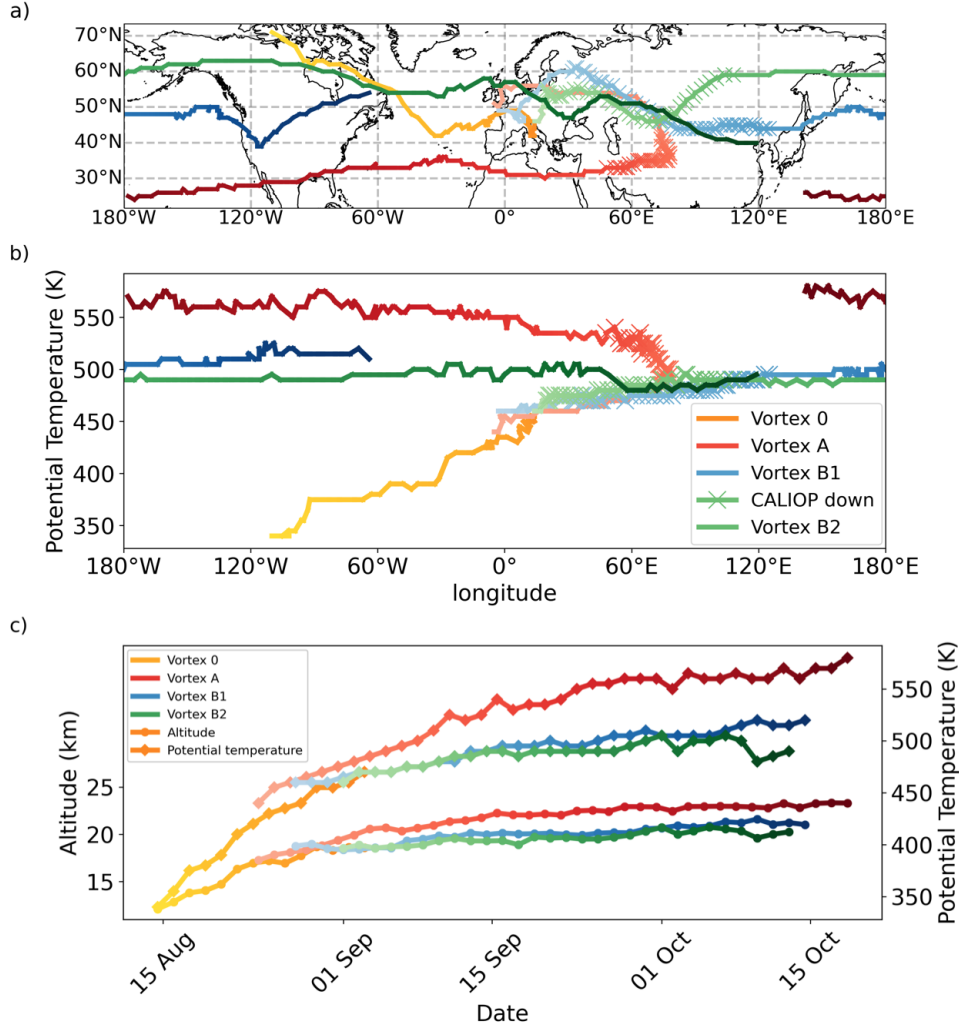 a)
70°N
60°N
50°N
40°N
30°N
180°W 120°W 60°W 0° 60°E 120°E 180°E
b)
Potential Temperature (K)
550
500
450
400
350
Vortex 0
Vortex A
Vortex B1
CALIOP down
Vortex B2
180°W 120°W 60°W 0° 60°E 120°E 180°E
longitude
c)
Altitude (km)
25
20
15
Vortex 0
Vortex A
Vortex B1
Vortex B2
Altitude
Potential temperature
550
500
450
400
350
Potential Temperature (K)
15 Aug 01 Sep 15 Sep 01 Oct 15 Oct
Date